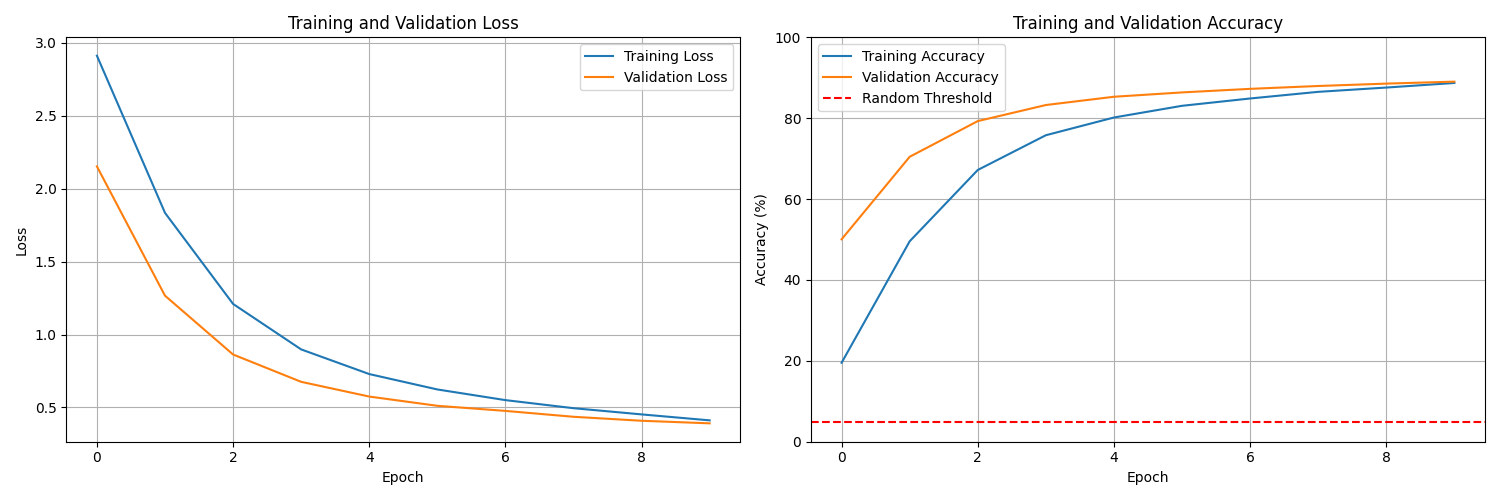 Training and Validation Loss
3.0
2.5
2.0
1.5
1.0
0.5
Loss
0 2 4 6 8
Epoch
Training Loss
Validation Loss
Training and Validation Accuracy
100
80
60
40
20
0
Accuracy (%)
0 2 4 6 8
Epoch
Training Accuracy
Validation Accuracy
Random Threshold